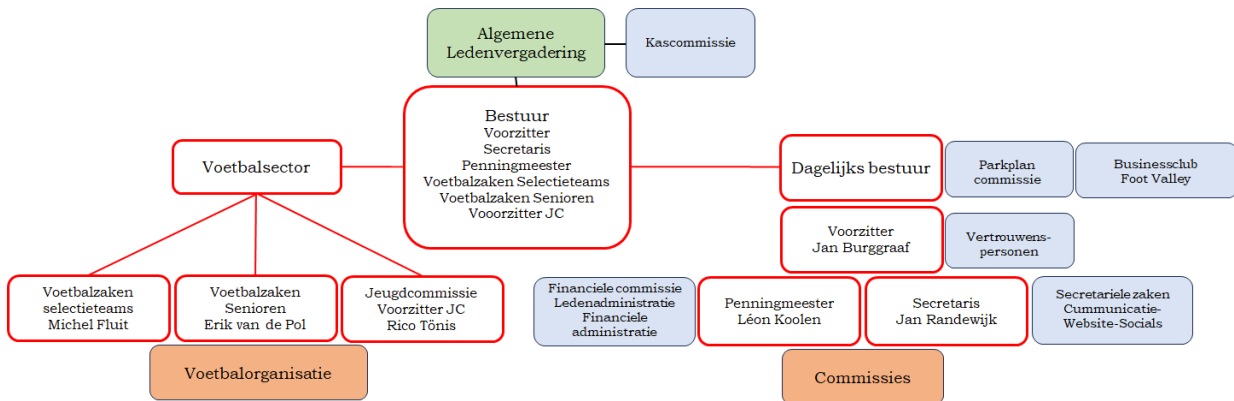 Algemene
Ledenvergadering
Kascommissie
Bestuur
Voorzitter
Secretaris
Penningmeester
Voetbalzaken Selectieteams
Voetbalzaken Senioren
Vooorzitter JC
Voetbalsector
Dagelijks bestuur
Parkplan
commissie
Businessclub
Foot Valley
Voorzitter
Jan Burggraaf
Vertrouwens-
personen
Voetbalzaken
selectieteams
Michel Fluit
Voetbalzaken
Senioren
Erik van de Pol
Jeugdcommissie
Voorzitter JC
Rico Tönis
Financiele commissie
Ledenadministratie
Financiele
administratie
Penningmeester
Léon Koolen
Secretaris
Jan Randewijk
Secretariele zaken
Cummunicatie-
Website-Socials
Voetbalorganisatie
Commissies